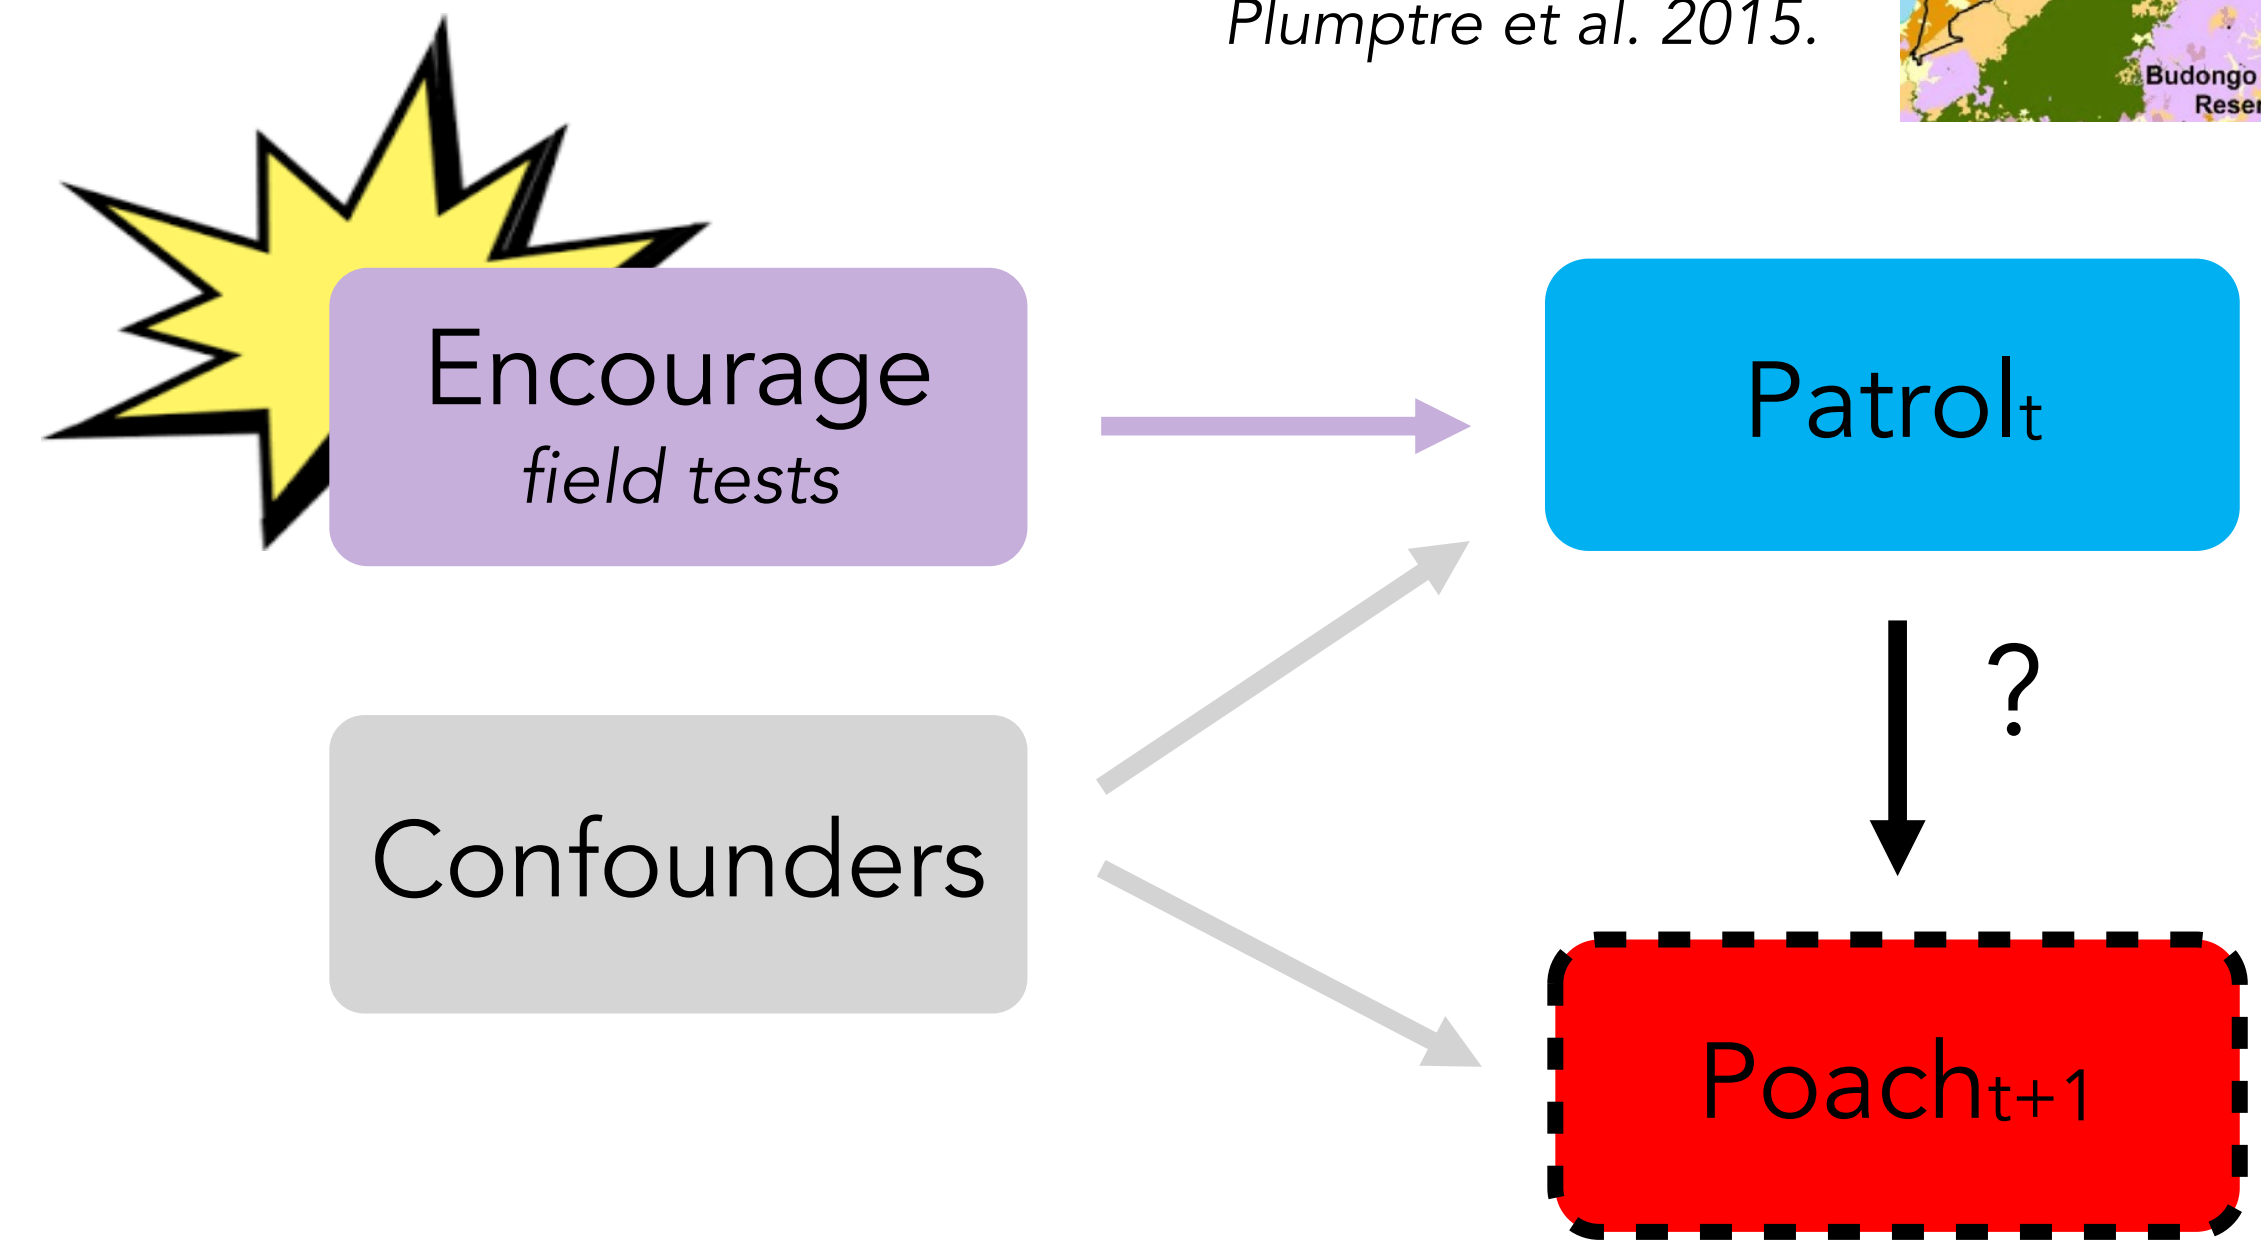 Plumptre et al. 2015.
Budongo
Reser
Encourage
field tests
Patrolt
?
Confounders
Poacht+1